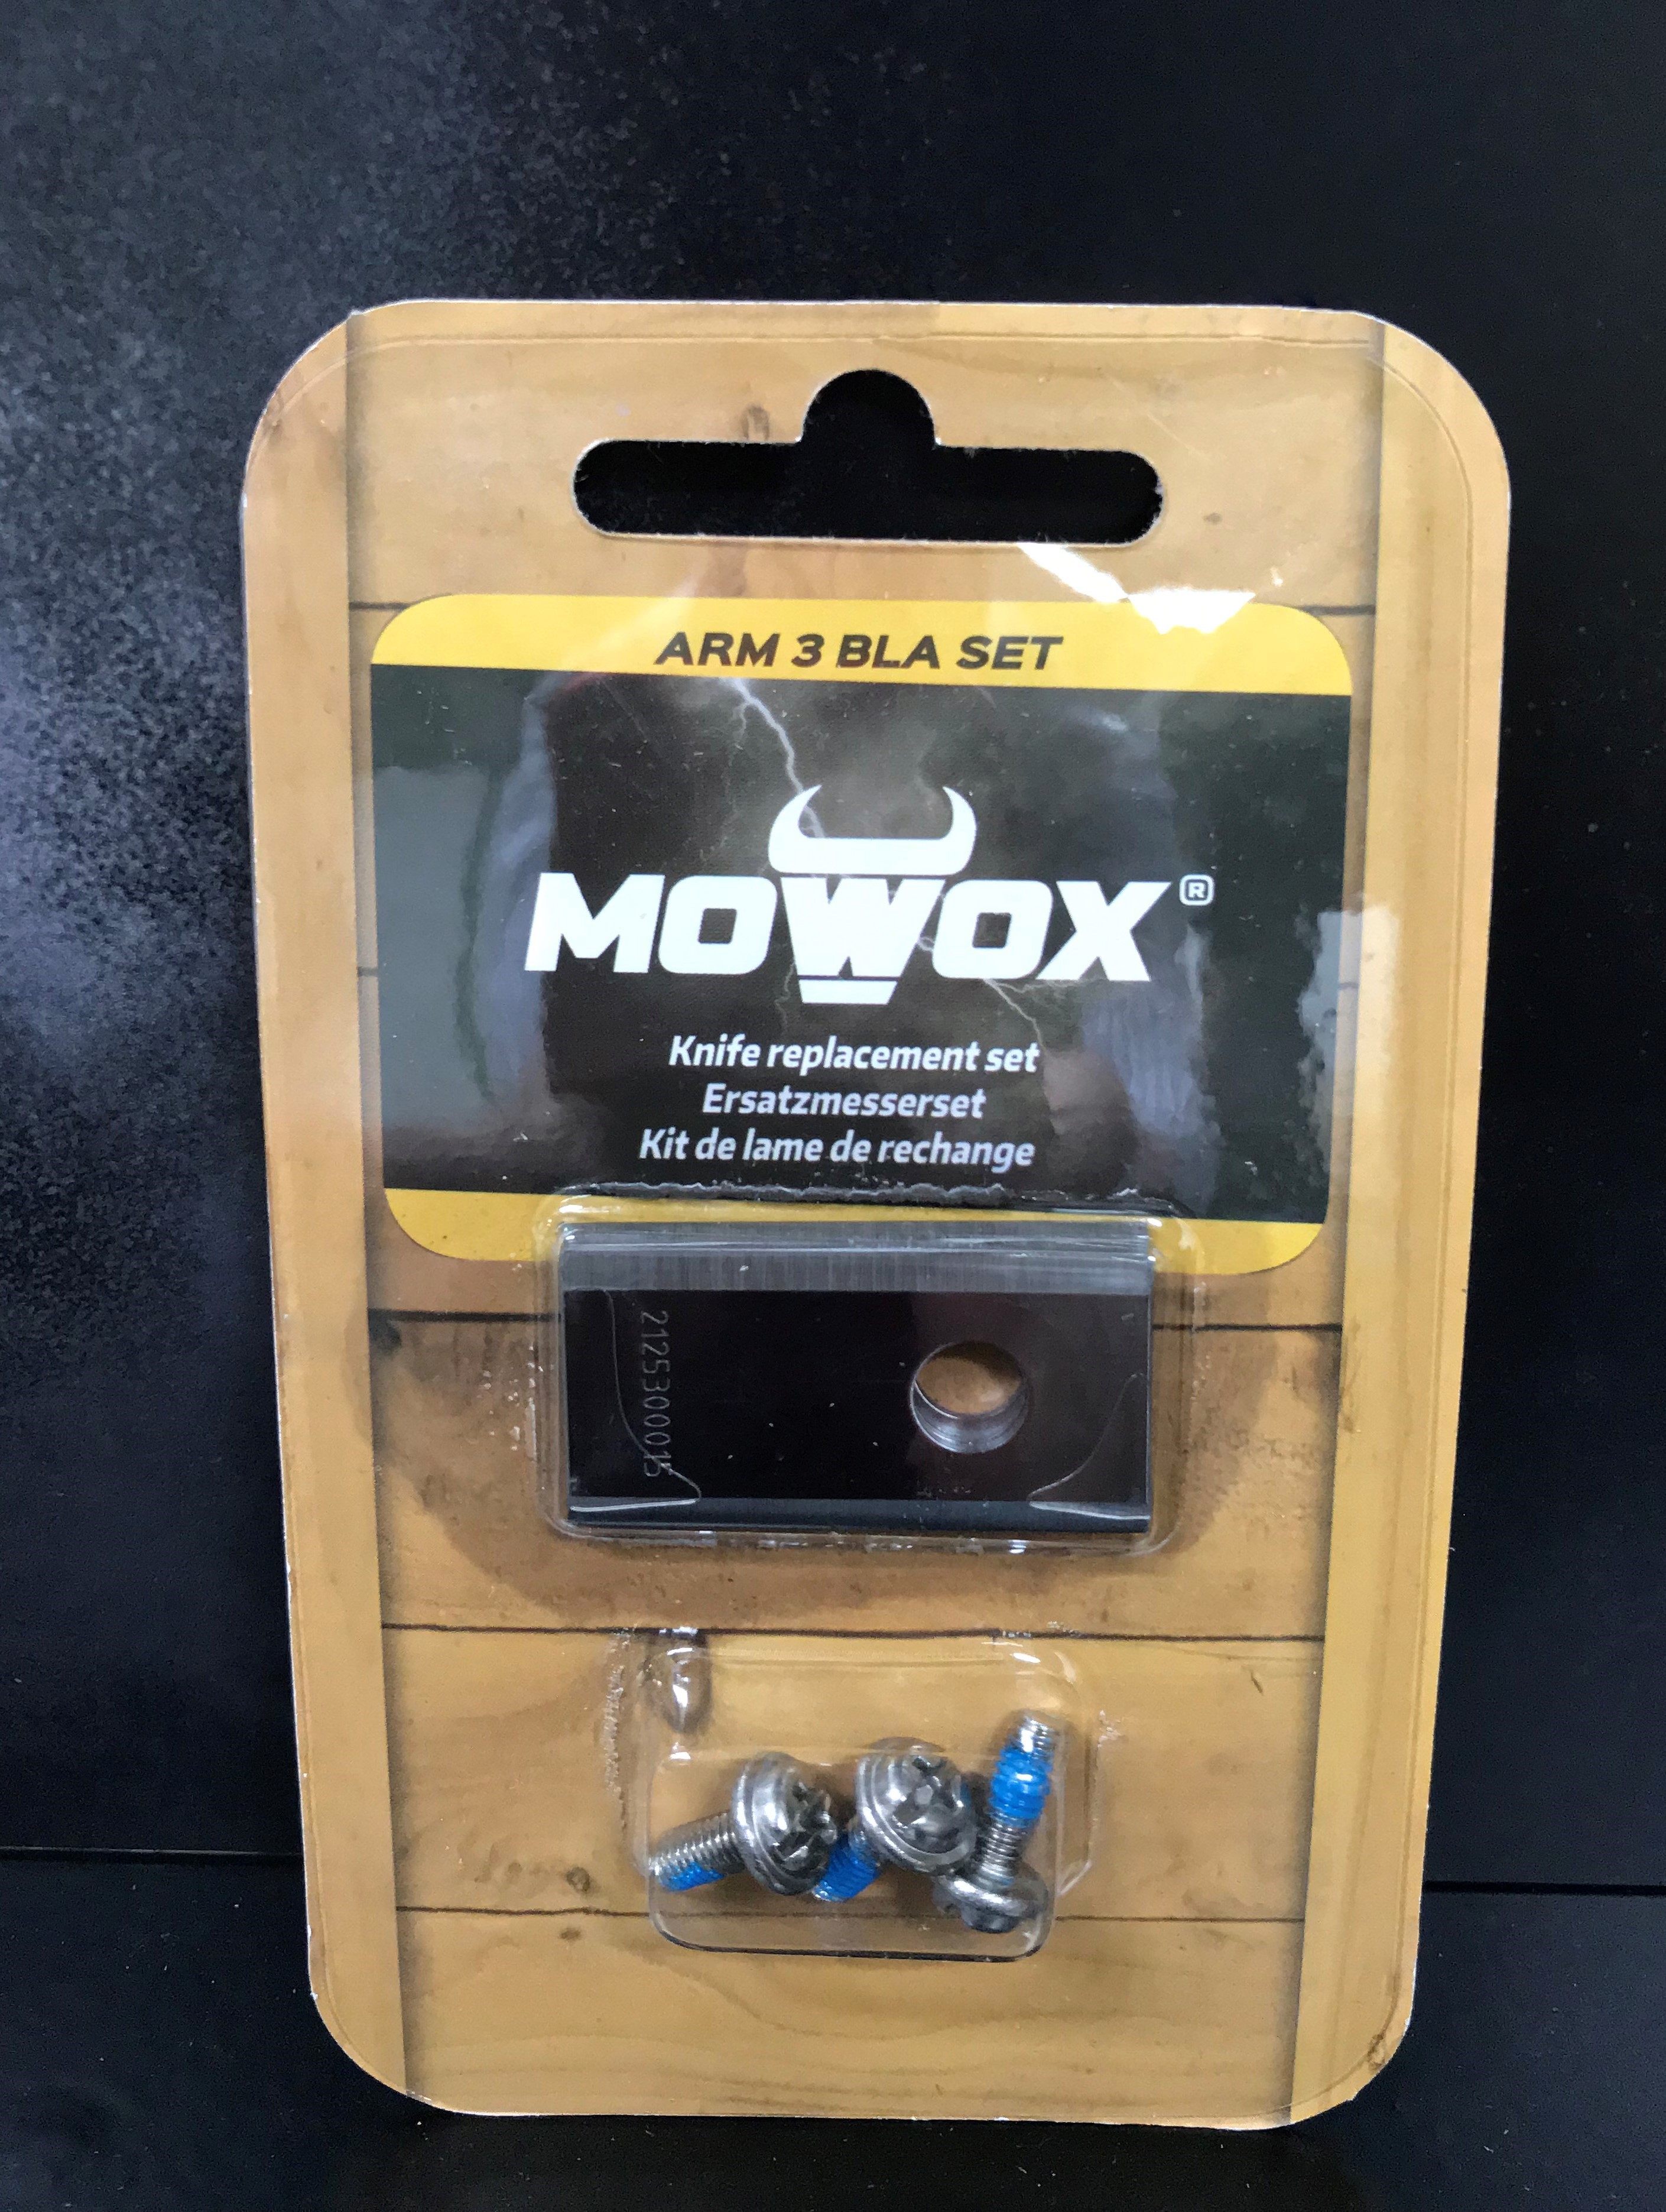 ARM 3 BLA SET
MOWOX®
Knife replacement set
Ersatzmesserset
Kit de lame de rechange
2125300015